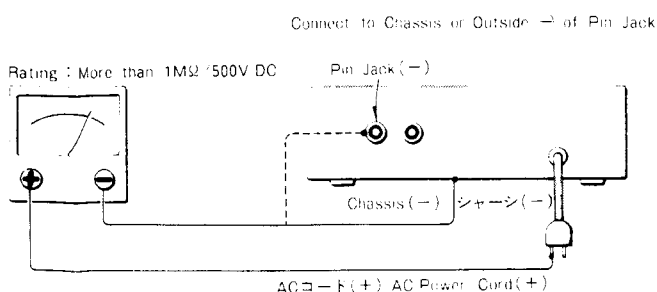 Connect to Chassis or Outside (−) of Pin Jack
Rating : More than 1MΩ/500V DC
Pin Jack (−)
Chassis (−) シャーシ (−)
ACコード (+) AC Power Cord (+)